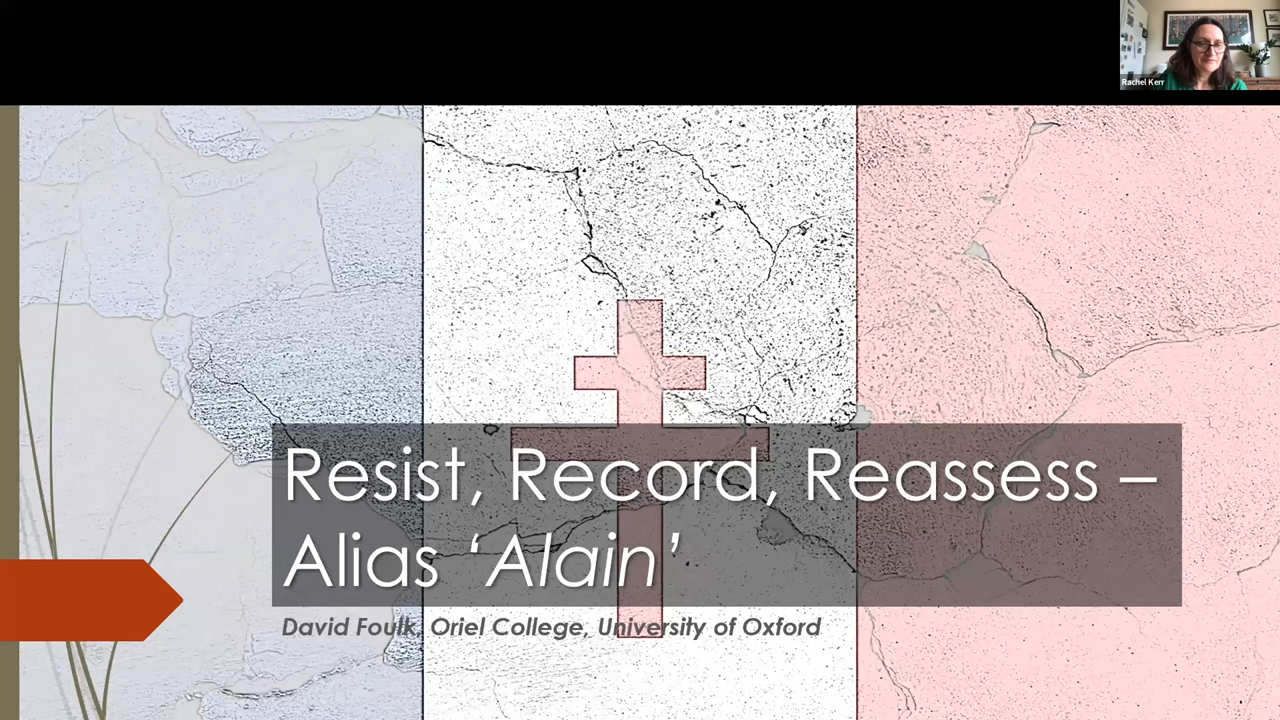 Rachel Kerr
Resist, Record, Reassess –
Alias ‘Alain’
David Foulk, Oriel College, University of Oxford